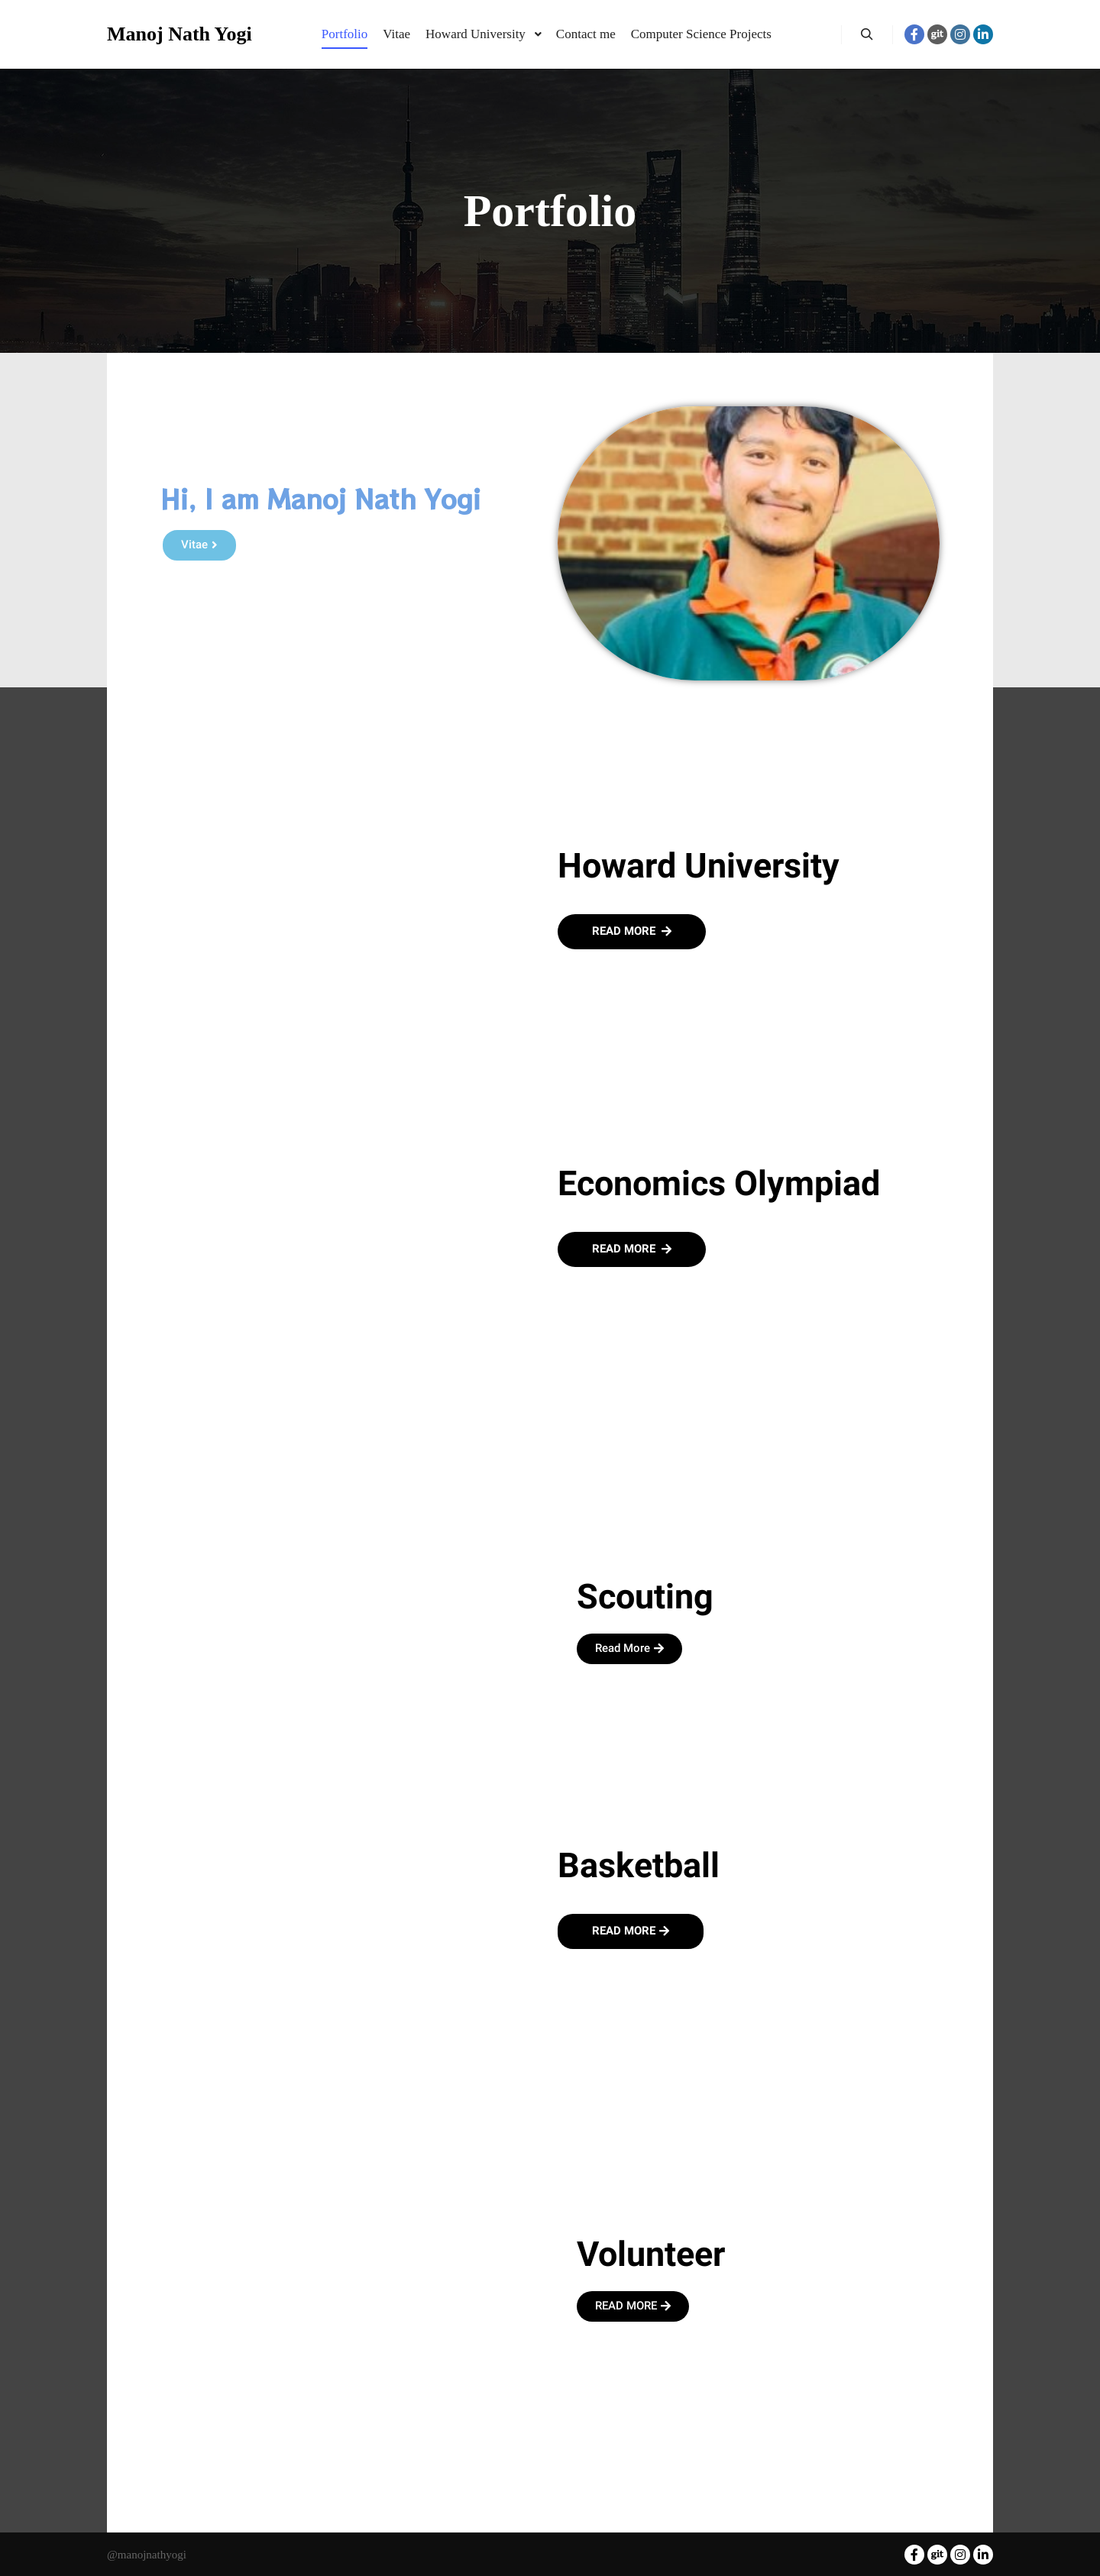 Manoj Nath Yogi
Portfolio Vitae Howard University Contact me Computer Science Projects
git
Portfolio
Hi, I am Manoj Nath Yogi
Vitae
Howard University
READ MORE
Economics Olympiad
READ MORE
Scouting
Read More
Basketball
READ MORE
Volunteer
READ MORE
@manojnathyogi
git